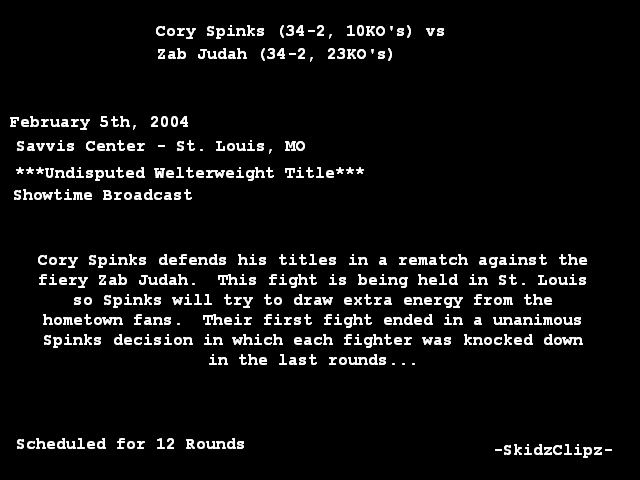 Cory Spinks (34-2, 10KO's) vs
Zab Judah (34-2, 23KO's)
February 5th, 2004
Savvis Center - St. Louis, MO
***Undisputed Welterweight Title***
Showtime Broadcast
Cory Spinks defends his titles in a rematch against the
fiery Zab Judah.  This fight is being held in St. Louis
so Spinks will try to draw extra energy from the
hometown fans.  Their first fight ended in a unanimous
Spinks decision in which each fighter was knocked down
in the last rounds...
Scheduled for 12 Rounds
-SkidzClipz-